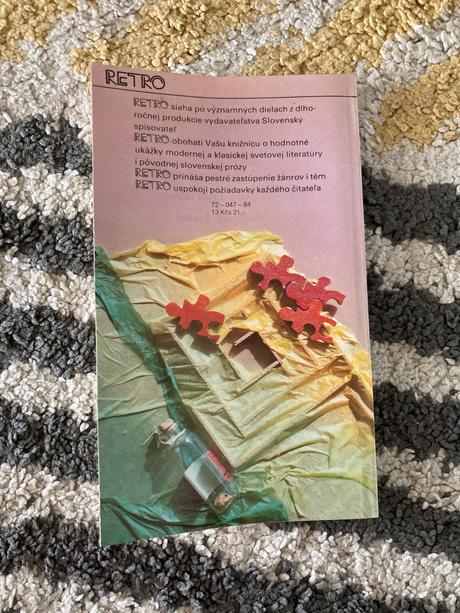 RETRO
RETRO siaha po významných dielach z dlho-
ročnej produkcie vydavateľstva Slovenský
spisovateľ
RETRO obohatí Vašu knižnicu o hodnotné
ukážky modernej a klasickej svetovej literatúry
i pôvodnej slovenskej prózy
RETRO prináša pestré zastúpenie žánrov i tém
RETRO uspokojí požiadavky každého čitateľa
72 – 047 – 84
13 Kčs 21,–